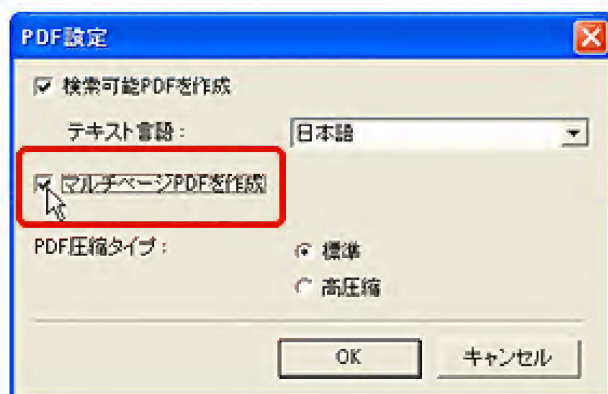 PDF設定
検索可能PDFを作成
テキスト言語：
日本語
マルチページPDFを作成
PDF圧縮タイプ：
標準
高圧縮
OK
キャンセル